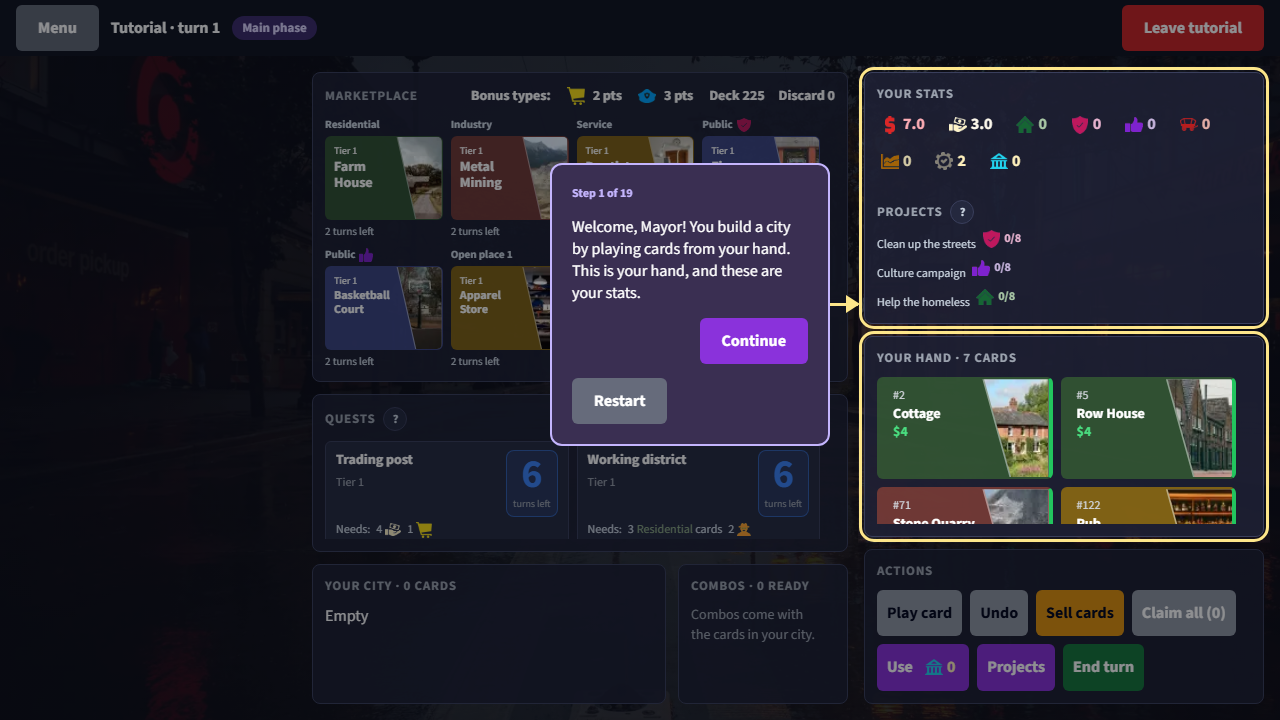 Menu
Tutorial · turn 1
Main phase
Leave tutorial
MARKETPLACE
Bonus types: 2 pts 3 pts Deck 225 Discard 0
Residential
Industry
Service
Public
Tier 1
Farm
House
2 turns left
Tier 1
Metal
Mining
2 turns left
Tier 1
Tier 1
Public
Open place 1
Tier 1
Basketball
Court
2 turns left
Tier 1
Apparel
Store
2 turns left
Step 1 of 19
Welcome, Mayor! You build a city
by playing cards from your hand.
This is your hand, and these are
your stats.
Continue
Restart
QUESTS ?
Trading post
Tier 1
6
turns left
Needs: 4 1
Working district
Tier 1
6
turns left
Needs: 3 Residential cards 2
YOUR CITY · 0 CARDS
Empty
COMBOS · 0 READY
Combos come with
the cards in your city.
YOUR STATS
7.0 3.0 0 0 0 0
0 2 0
PROJECTS ?
Clean up the streets 0/8
Culture campaign 0/8
Help the homeless 0/8
YOUR HAND · 7 CARDS
#2
Cottage
$4
#5
Row House
$4
#71
Stone Quarry
#122
Pub
ACTIONS
Play card
Undo
Sell cards
Claim all (0)
Use 0
Projects
End turn
order pickup